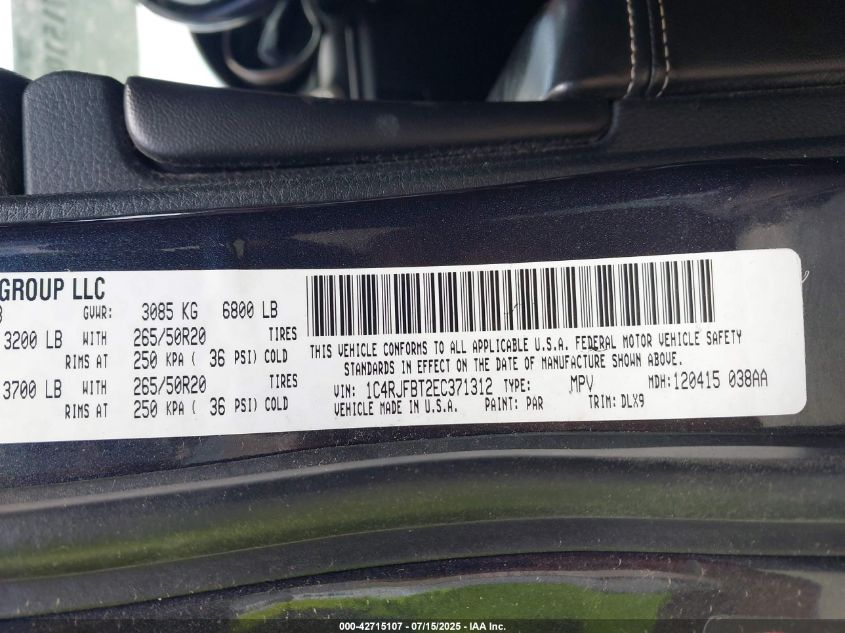 GROUP LLC
GVWR: 3085 KG 6800 LB
3200 LB WITH 265/50R20 TIRES
RIMS AT 250 KPA ( 36 PSI) COLD
3700 LB WITH 265/50R20 TIRES
RIMS AT 250 KPA ( 36 PSI) COLD
THIS VEHICLE CONFORMS TO ALL APPLICABLE U.S.A. FEDERAL MOTOR VEHICLE SAFETY
STANDARDS IN EFFECT ON THE DATE OF MANUFACTURE SHOWN ABOVE.
VIN: 1C4RJFBT2EC371312 TYPE: MPV MDH: 120415 038AA
VEHICLE MADE IN U.S.A. PAINT: PAR TRIM: DLX9
000-42715107 - 07/15/2025 - IAA Inc.